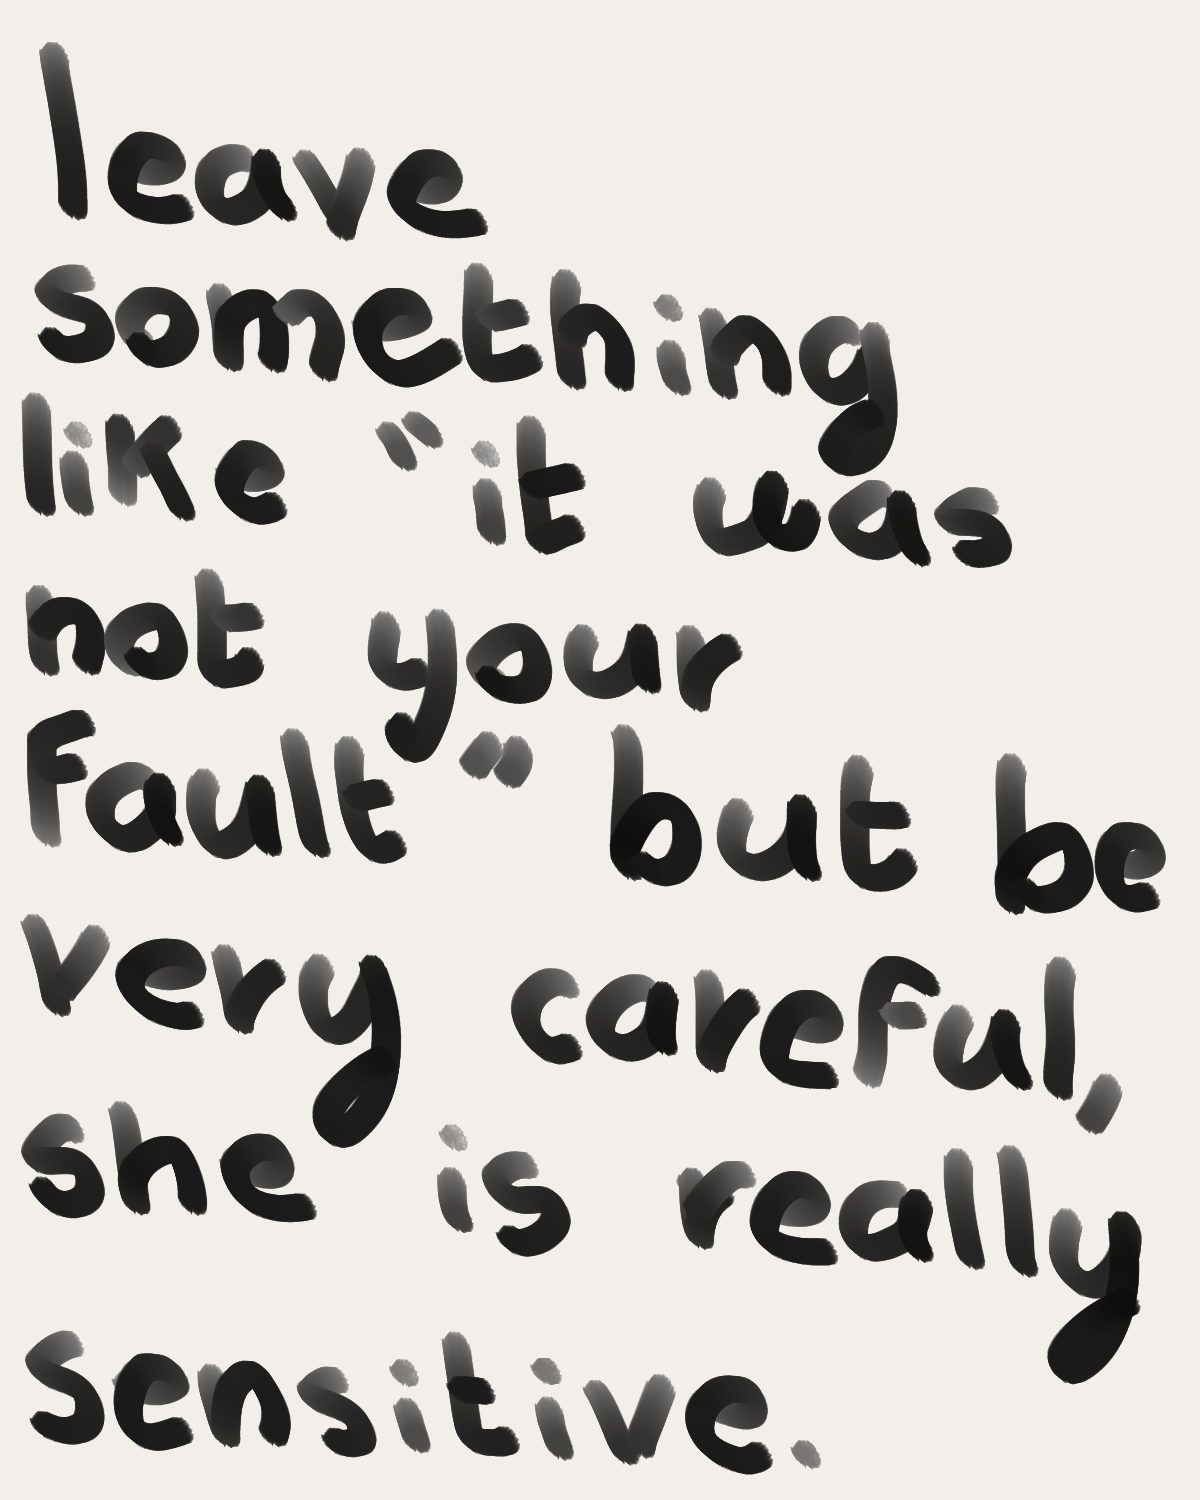 leave
something
like "it was
not your
fault" but be
very careful,
she is really
sensitive.